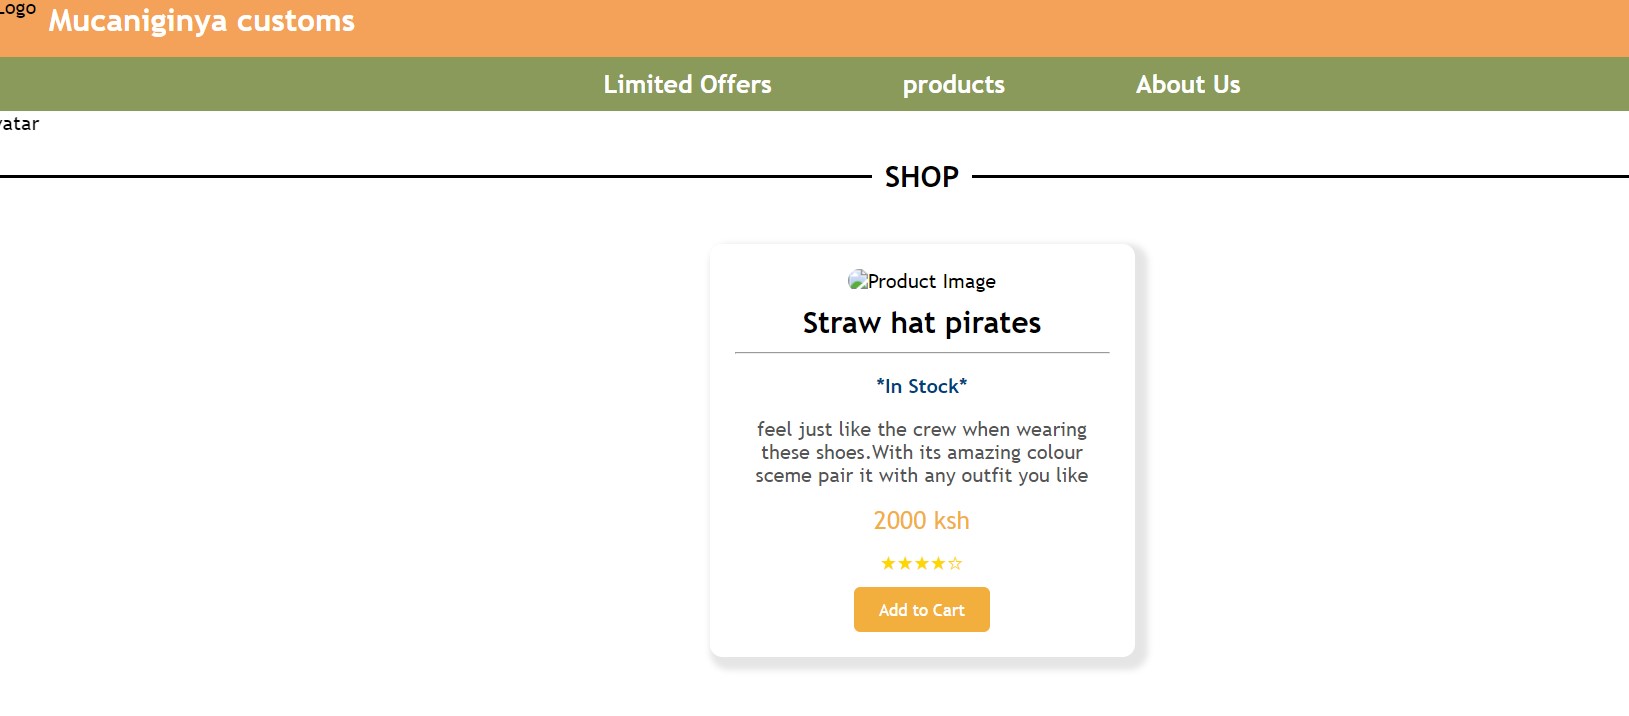 Logo Mucaniginya customs
Limited Offers products About Us
vatar
SHOP
Product Image
Straw hat pirates
*In Stock*
feel just like the crew when wearing
these shoes.With its amazing colour
sceme pair it with any outfit you like
2000 ksh
★★★★☆
Add to Cart